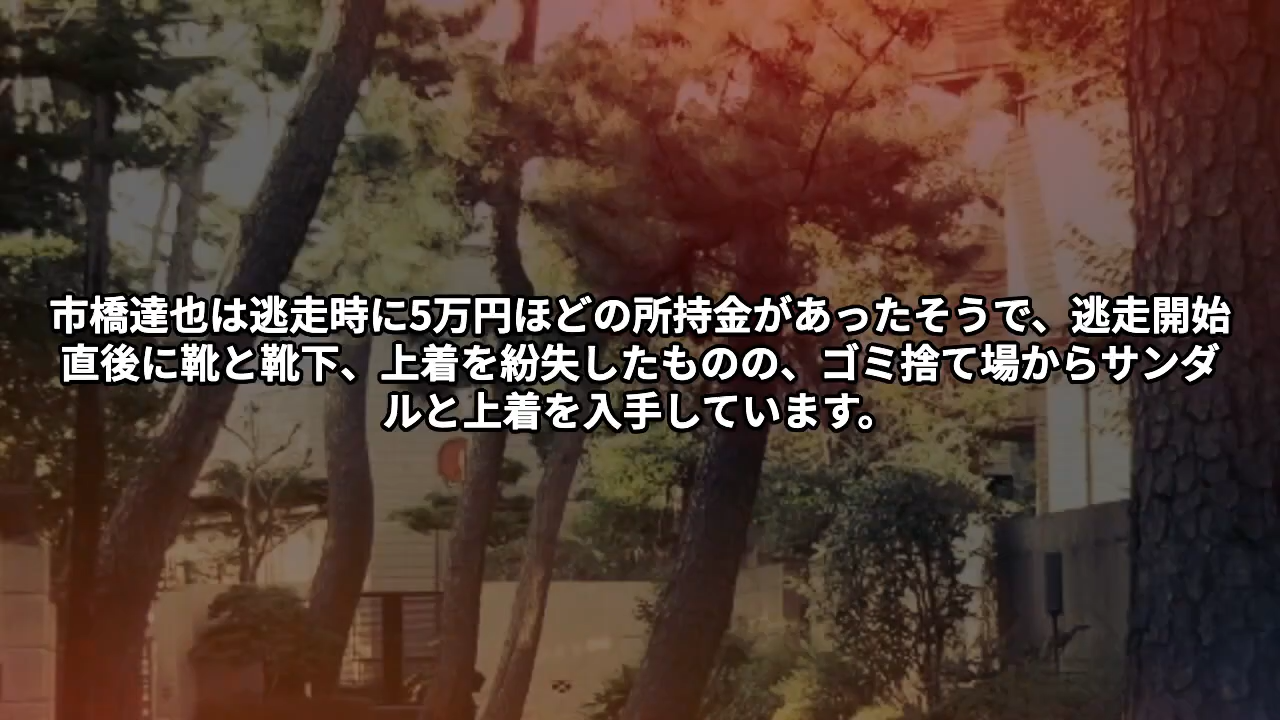 市橋達也は逃走時に5万円ほどの所持金があったそうで、逃走開始
直後に靴と靴下、上着を紛失したものの、ゴミ捨て場からサンダ
ルと上着を入手しています。